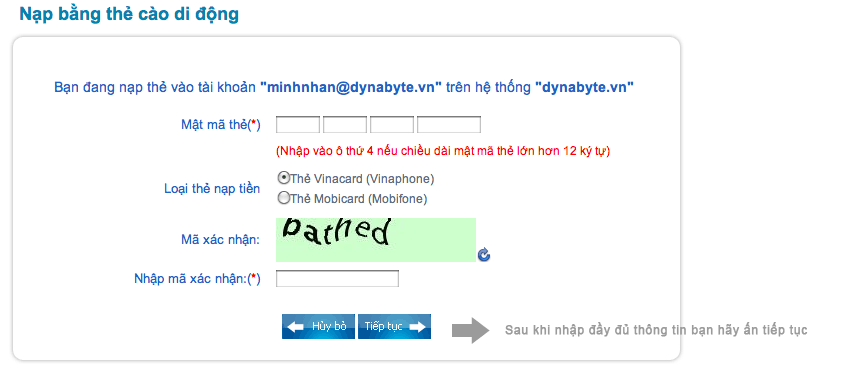 Nạp bằng thẻ cào di động
Bạn đang nạp thẻ vào tài khoản "minhnhan@dynabyte.vn" trên hệ thống "dynabyte.vn"
Mật mã thẻ(*)
(Nhập vào ô thứ 4 nếu chiều dài mật mã thẻ lớn hơn 12 ký tự)
Loại thẻ nạp tiền
Thẻ Vinacard (Vinaphone)
Thẻ Mobicard (Mobifone)
Mã xác nhận:
bathed
Nhập mã xác nhận:(*)
Hủy bỏ Tiếp tục Sau khi nhập đầy đủ thông tin bạn hãy ấn tiếp tục